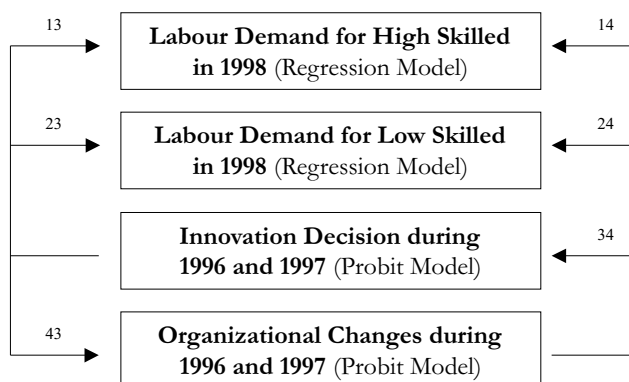 13
Labour Demand for High Skilled
14
in 1998 (Regression Model)
23
Labour Demand for Low Skilled
24
in 1998 (Regression Model)
Innovation Decision during
34
1996 and 1997 (Probit Model)
43
Organizational Changes during
1996 and 1997 (Probit Model)